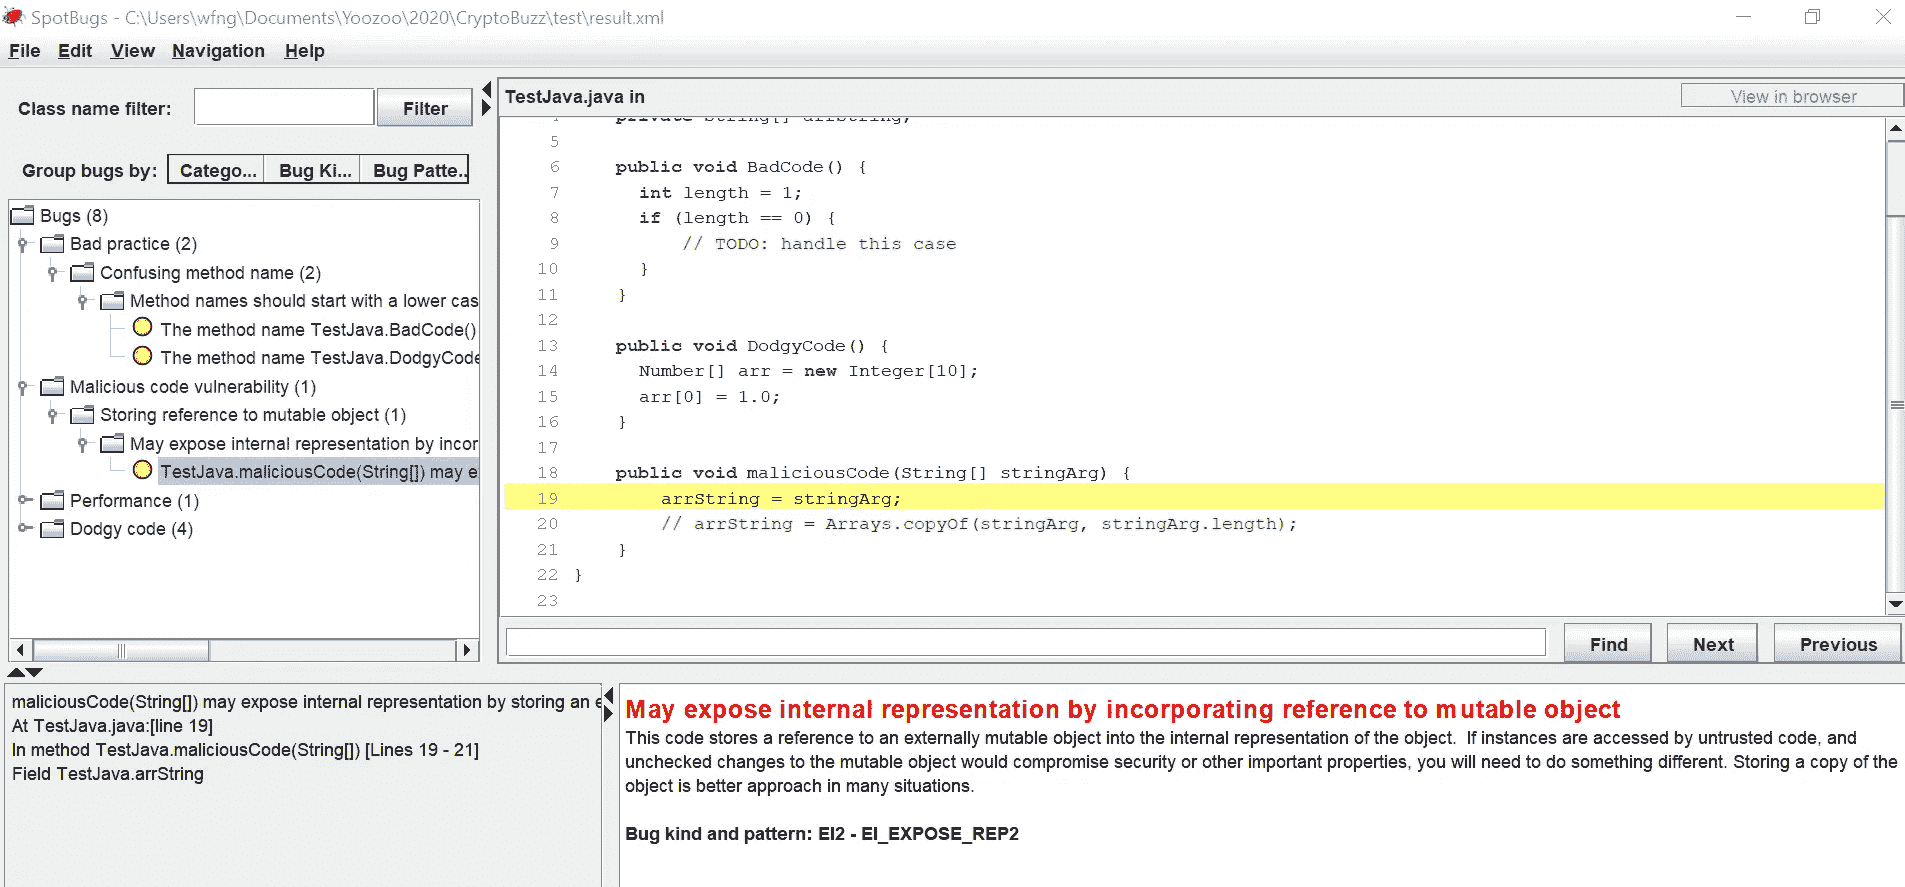 SpotBugs - C:\Users\wfng\Documents\Yoozoo\2020\CryptoBuzz\test\result.xml
File Edit View Navigation Help
Class name filter: Filter
Group bugs by: Catego... Bug Ki... Bug Patte..
Bugs (8)
Bad practice (2)
Confusing method name (2)
Method names should start with a lower cas
The method name TestJava.BadCode()
The method name TestJava.DodgyCode
Malicious code vulnerability (1)
Storing reference to mutable object (1)
May expose internal representation by incor
TestJava.maliciousCode(String[]) may e
Performance (1)
Dodgy code (4)
TestJava.java in
View in browser
4 private String[] arrString;
5
6 public void BadCode() {
7 int length = 1;
8 if (length == 0) {
9 // TODO: handle this case
10 }
11 }
12
13 public void DodgyCode() {
14 Number[] arr = new Integer[10];
15 arr[0] = 1.0;
16 }
17
18 public void maliciousCode(String[] stringArg) {
19 arrString = stringArg;
20 // arrString = Arrays.copyOf(stringArg, stringArg.length);
21 }
22 }
23
Find Next Previous
maliciousCode(String[]) may expose internal representation by storing an e
At TestJava.java:[line 19]
In method TestJava.maliciousCode(String[]) [Lines 19 - 21]
Field TestJava.arrString
May expose internal representation by incorporating reference to mutable object
This code stores a reference to an externally mutable object into the internal representation of the object. If instances are accessed by untrusted code, and
unchecked changes to the mutable object would compromise security or other important properties, you will need to do something different. Storing a copy of the
object is better approach in many situations.
Bug kind and pattern: EI2 - EI_EXPOSE_REP2